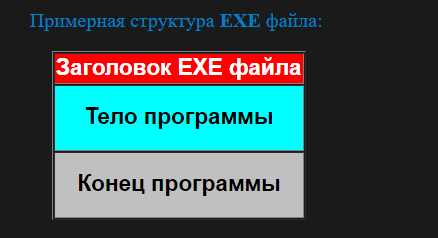 Примерная структура EXE файла:
Заголовок EXE файла
Тело программы
Конец программы